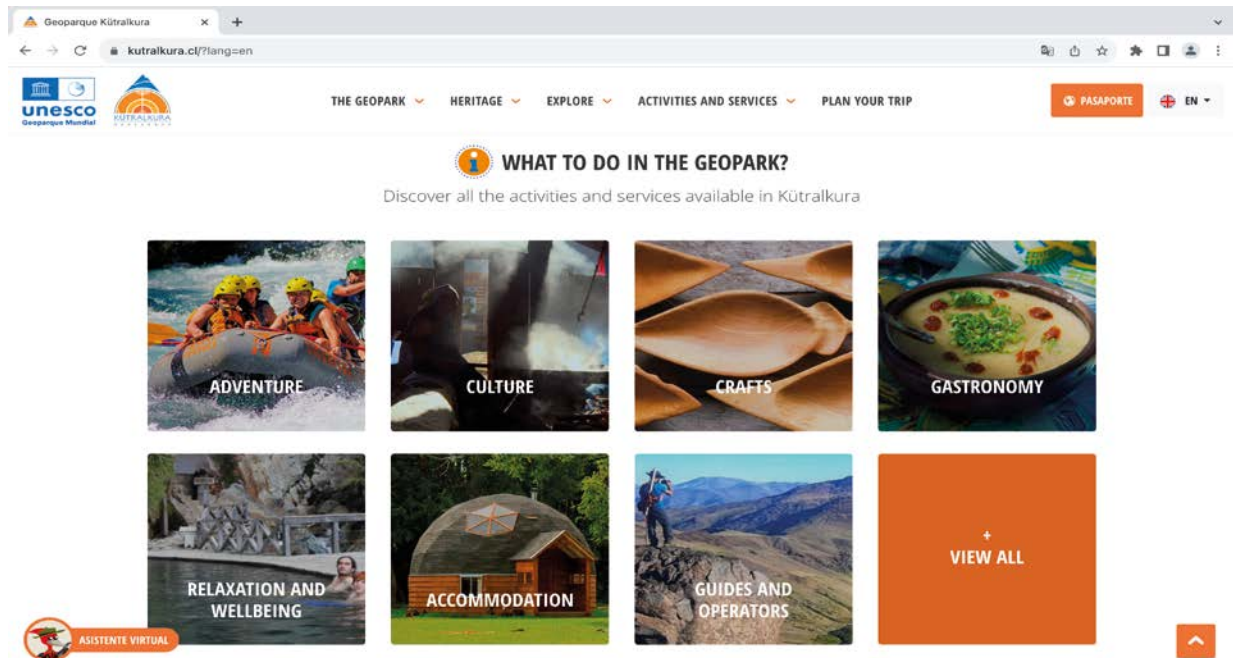 Geoparque Kütralkura
kutralkura.cl/?lang=en
unesco
Geoparque Mundial
KÜTRALKURA
GEOPARQUE
THE GEOPARK
HERITAGE
EXPLORE
ACTIVITIES AND SERVICES
PLAN YOUR TRIP
PASAPORTE
EN
i WHAT TO DO IN THE GEOPARK?
Discover all the activities and services available in Kütralkura
ADVENTURE
CULTURE
CRAFTS
GASTRONOMY
RELAXATION AND
WELLBEING
ACCOMMODATION
GUIDES AND
OPERATORS
+
VIEW ALL
ASISTENTE VIRTUAL